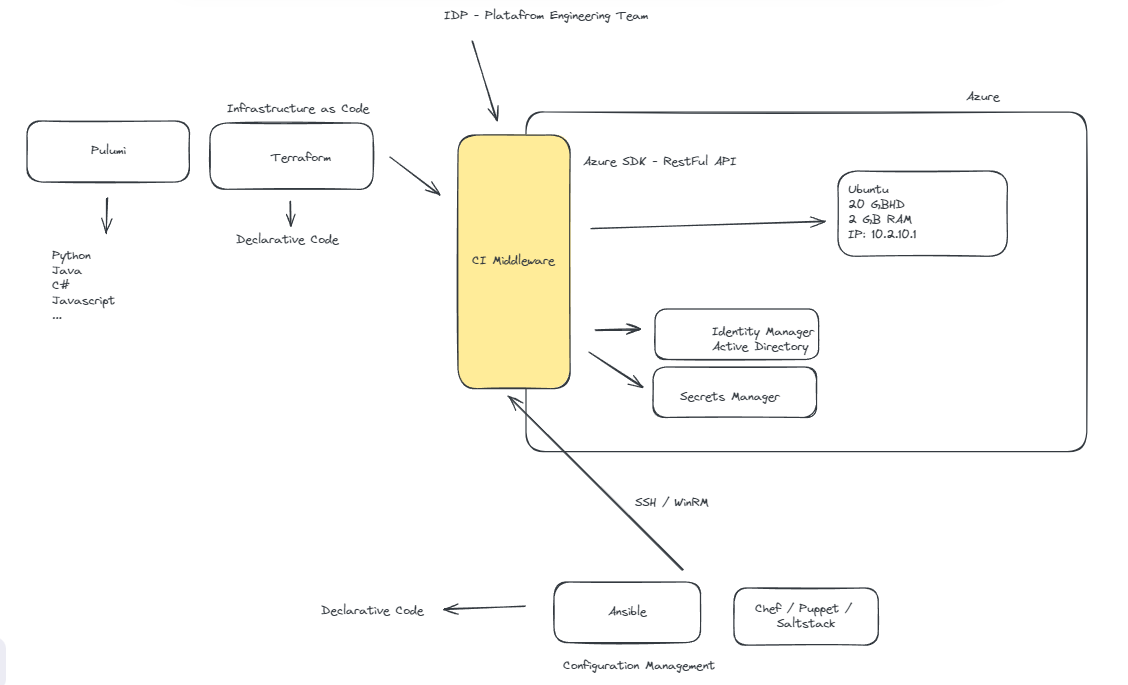 IDP - Platafrom Engineering Team
Azure
Infrastructure as Code
Pulumi
Terraform
Azure SDK - RestFul API
Ubuntu
20 GBHD
2 GB RAM
IP: 10.2.10.1
Declarative Code
Python
Java
C#
Javascript
...
CI Middleware
Identity Manager
Active Directory
Secrets Manager
SSH / WinRM
Declarative Code
Ansible
Chef / Puppet /
Saltstack
Configuration Management